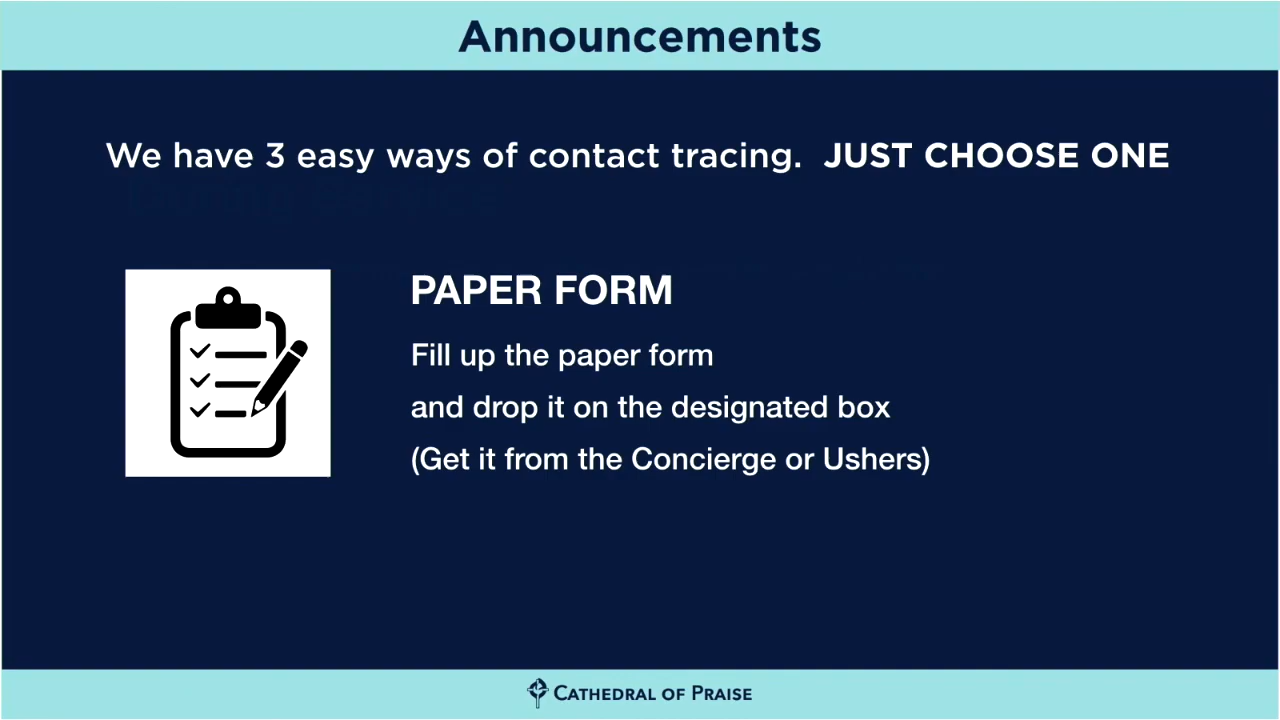 Announcements
We have 3 easy ways of contact tracing. JUST CHOOSE ONE
PAPER FORM
Fill up the paper form
and drop it on the designated box
(Get it from the Concierge or Ushers)
CATHEDRAL OF PRAISE